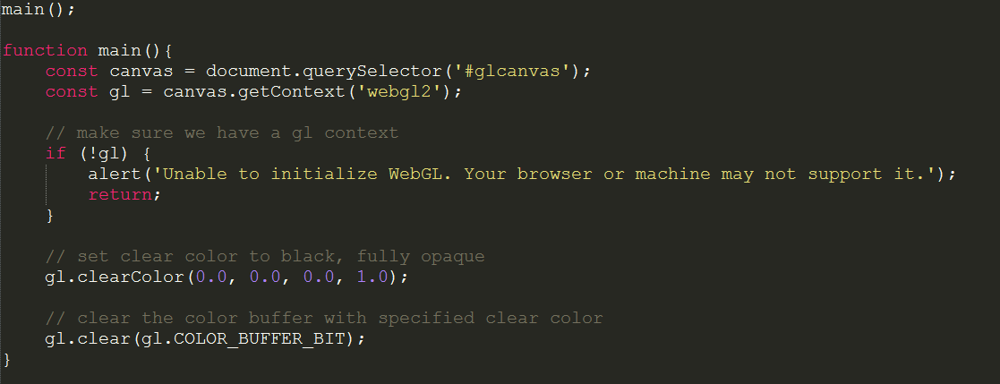 main();
function main(){
    const canvas = document.querySelector('#glcanvas');
    const gl = canvas.getContext('webgl2');
    // make sure we have a gl context
    if (!gl) {
        alert('Unable to initialize WebGL. Your browser or machine may not support it.');
        return;
    }
    // set clear color to black, fully opaque
    gl.clearColor(0.0, 0.0, 0.0, 1.0);
    // clear the color buffer with specified clear color
    gl.clear(gl.COLOR_BUFFER_BIT);
}